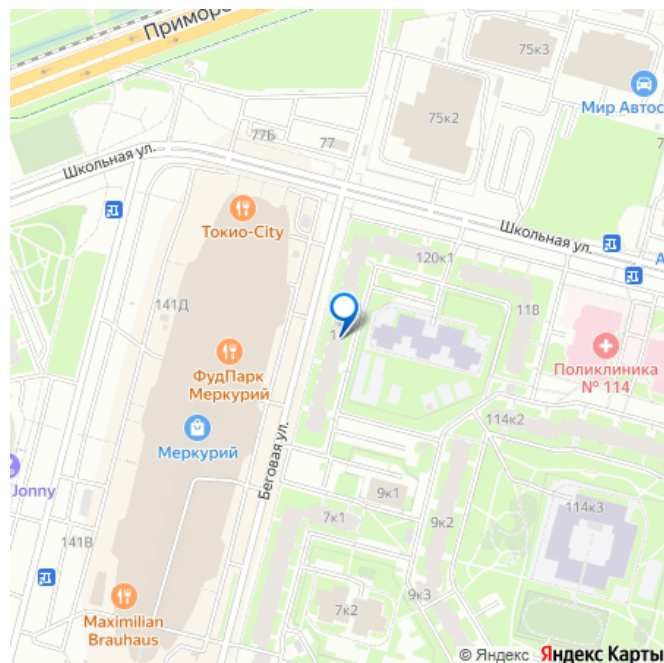 Примор
75к3
Мир Автос
75к2
77Б
77
Школьная ул.
Школьная ул.
Токио-City
120к1
141Д
118
ФудПарк
Меркурий
Поликлиника
№ 114
Меркурий
114к2
Беговая ул.
Jonny
9к1
114к3
7к1
9к2
141В
9к3
7к2
Maximilian
Brauhaus
© Яндекс Яндекс Карты